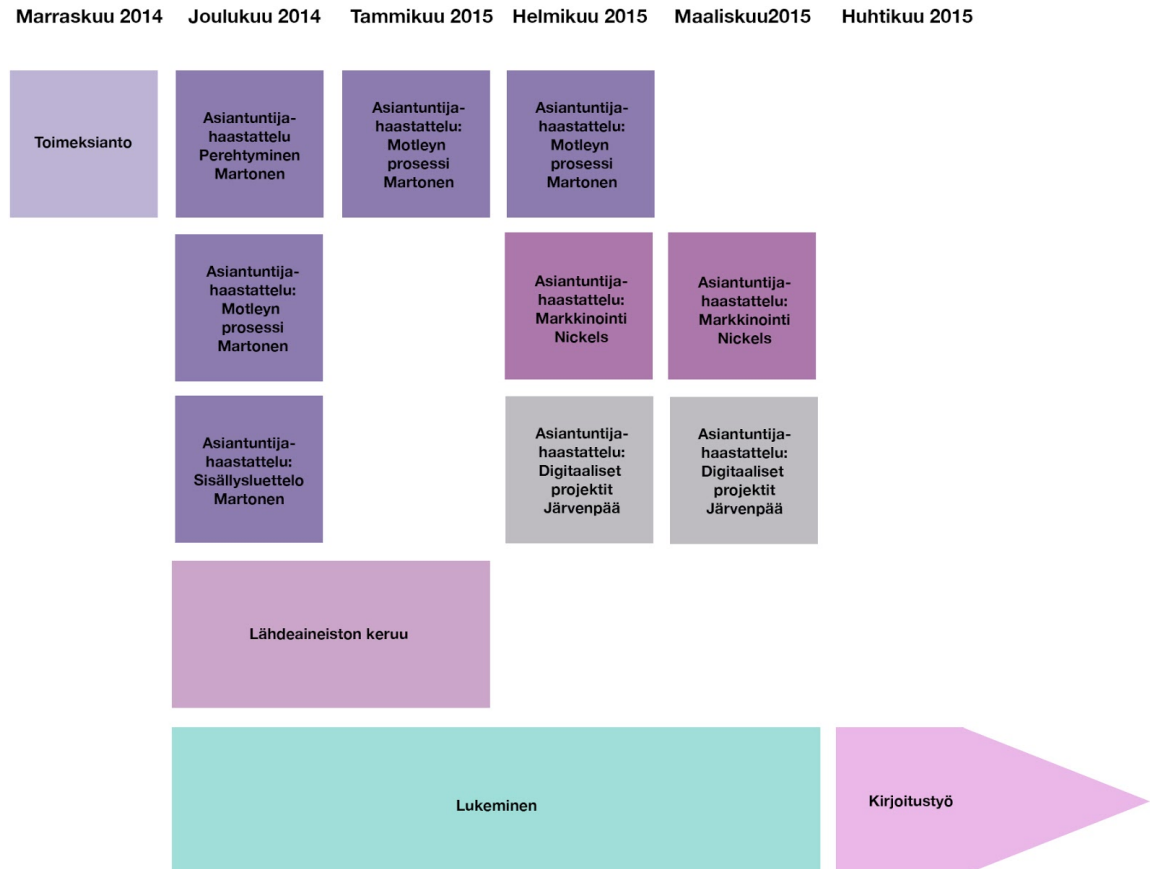 Marraskuu 2014
Joulukuu 2014
Tammikuu 2015
Helmikuu 2015
Maaliskuu2015
Huhtikuu 2015
Toimeksianto
Asiantuntija-
haastattelu
Perehtyminen
Martonen
Asiantuntija-
haastattelu:
Motleyn
prosessi
Martonen
Asiantuntija-
haastattelu:
Motleyn
prosessi
Martonen
Asiantuntija-
haastattelu:
Motleyn
prosessi
Martonen
Asiantuntija-
haastattelu:
Markkinointi
Nickels
Asiantuntija-
haastattelu:
Markkinointi
Nickels
Asiantuntija-
haastattelu:
Sisällysluettelo
Martonen
Asiantuntija-
haastattelu:
Digitaaliset
projektit
Järvenpää
Asiantuntija-
haastattelu:
Digitaaliset
projektit
Järvenpää
Lähdeaineiston keruu
Lukeminen
Kirjoitustyö